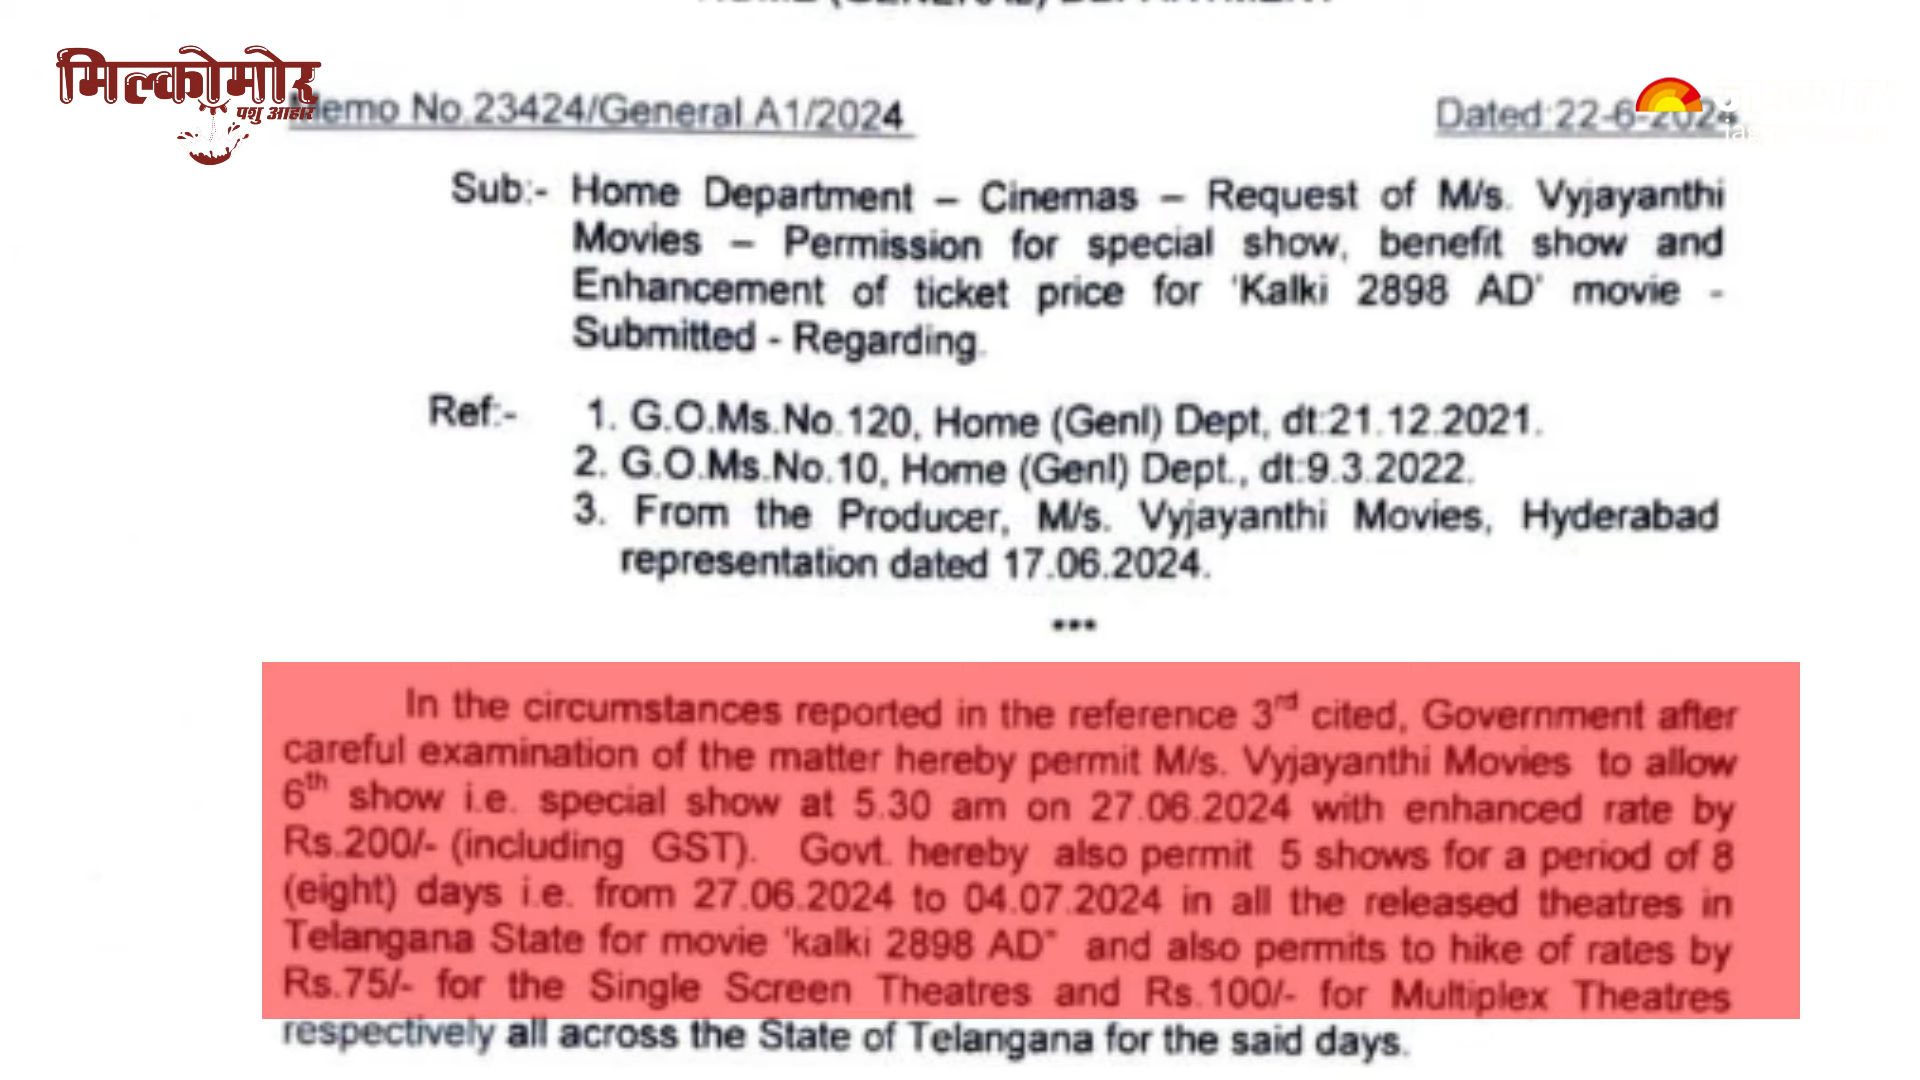 मिल्कोमोर
पशु आहार
Memo No.23424/General.A1/2024
Dated:22-6-2024
Sub:- Home Department – Cinemas – Request of M/s. Vyjayanthi
Movies – Permission for special show, benefit show and
Enhancement of ticket price for 'Kalki 2898 AD' movie -
Submitted - Regarding.
Ref:- 1. G.O.Ms.No.120, Home (Genl) Dept, dt:21.12.2021.
2. G.O.Ms.No.10, Home (Genl) Dept., dt:9.3.2022.
3. From the Producer, M/s. Vyjayanthi Movies, Hyderabad
representation dated 17.06.2024.
•••
In the circumstances reported in the reference 3rd cited, Government after
careful examination of the matter hereby permit M/s. Vyjayanthi Movies to allow
6th show i.e. special show at 5.30 am on 27.06.2024 with enhanced rate by
Rs.200/- (including GST). Govt. hereby also permit 5 shows for a period of 8
(eight) days i.e. from 27.06.2024 to 04.07.2024 in all the released theatres in
Telangana State for movie 'kalki 2898 AD" and also permits to hike of rates by
Rs.75/- for the Single Screen Theatres and Rs.100/- for Multiplex Theatres
respectively all across the State of Telangana for the said days.